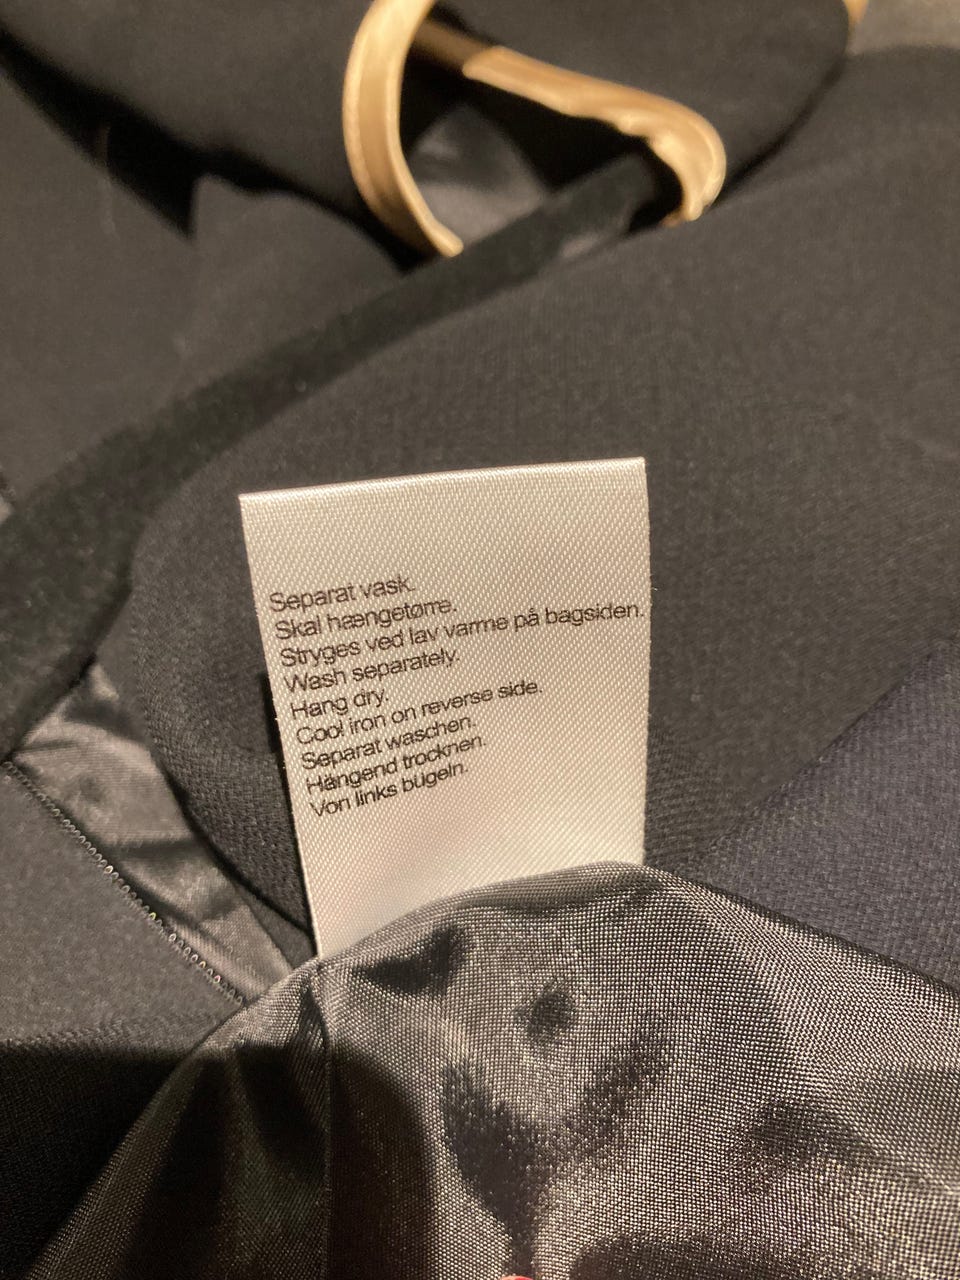 Separat vask.
Skal hængetørre.
Stryges ved lav varme på bagsiden.
Wash separately.
Hang dry.
Cool iron on reverse side.
Separat waschen.
Hängend trocknen.
Von links bügeln.